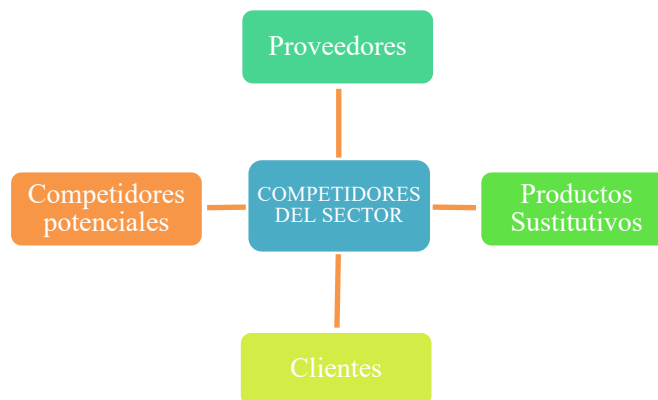 Proveedores
Competidores
potenciales
COMPETIDORES
DEL SECTOR
Productos
Sustitutivos
Clientes